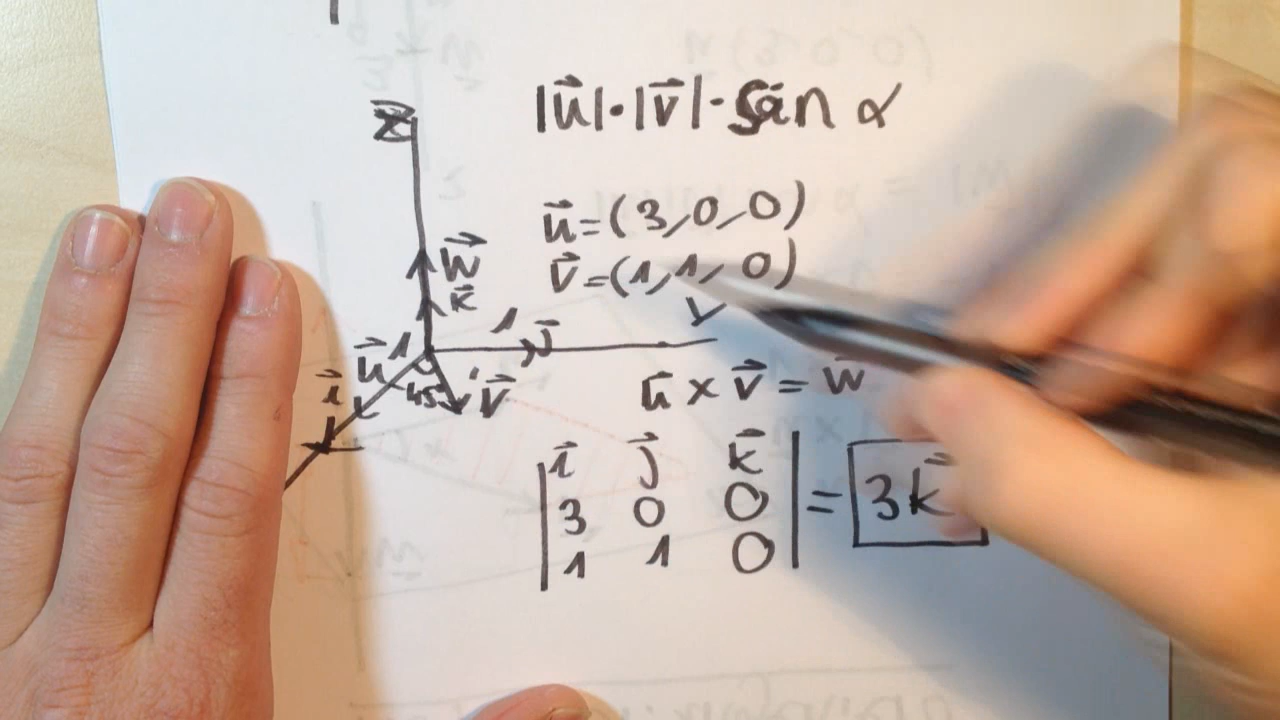 |u⃗|·|v⃗|·sin α
z
u⃗=(3,0,0)
v⃗=(1,1,0)
w⃗
k⃗
y
1
1
j⃗
u⃗
i⃗
45°
v⃗
u⃗ x v⃗ = w⃗
|i⃗ j⃗ k⃗|
|3 0 0| = 3k⃗
|1 1 0|